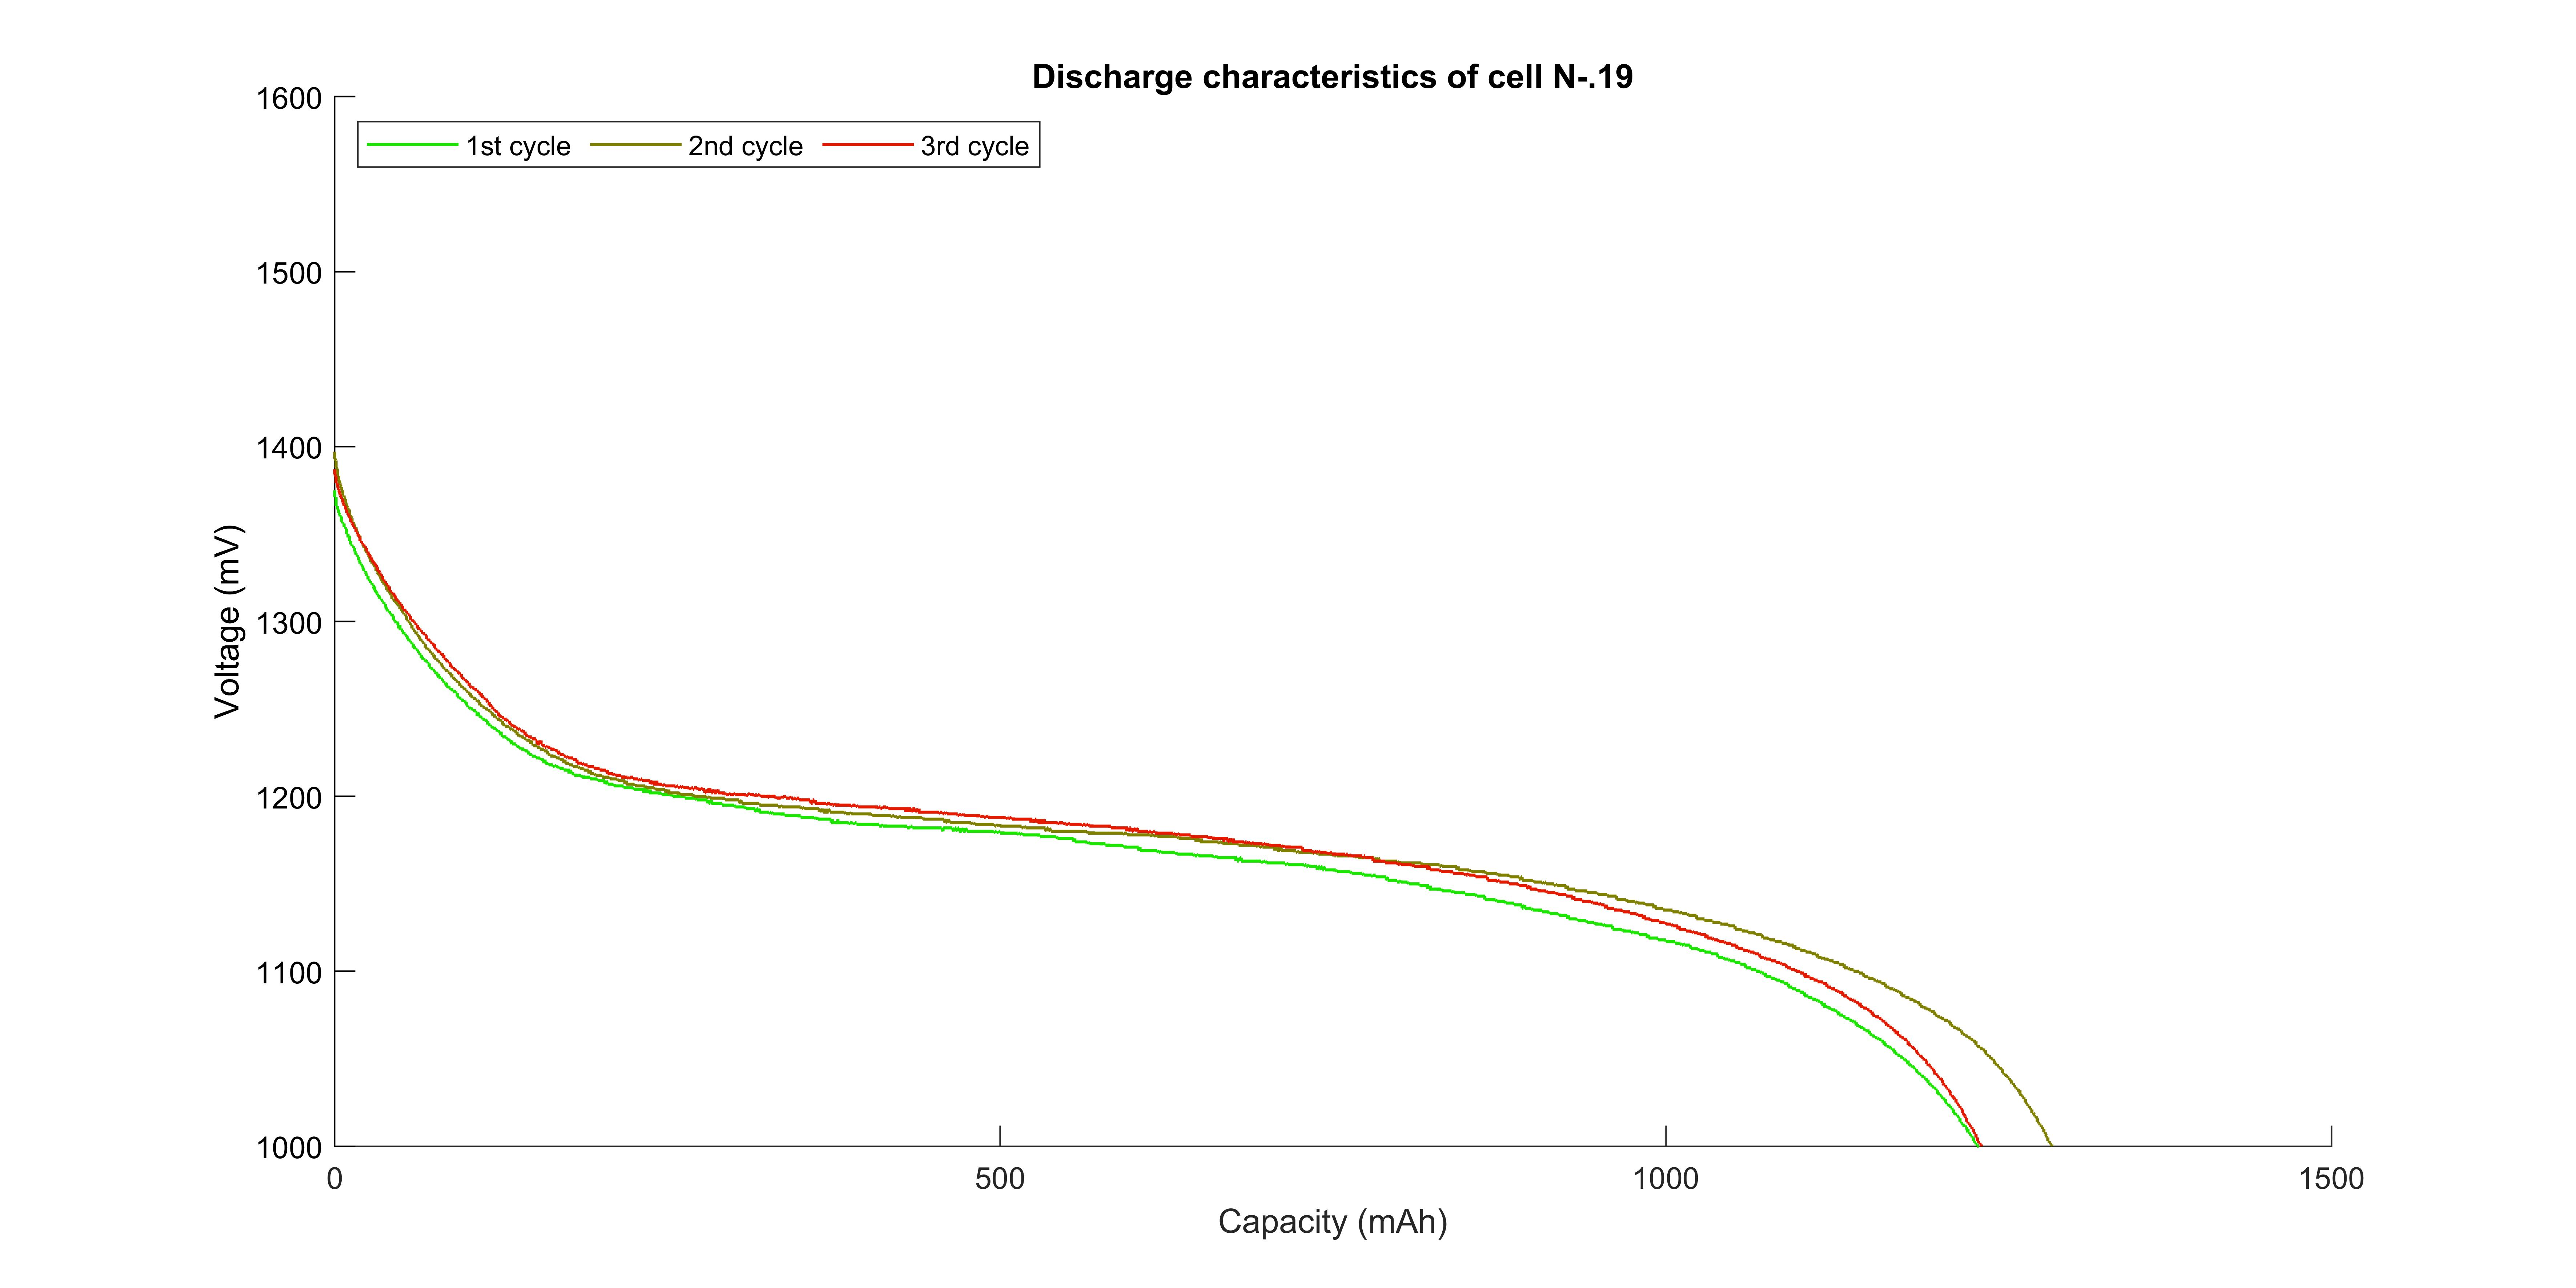 Discharge characteristics of cell N-.19
1600
1st cycle 2nd cycle 3rd cycle
1500
1400
1300
1200
1100
1000
Voltage (mV)
0 500 1000 1500
Capacity (mAh)